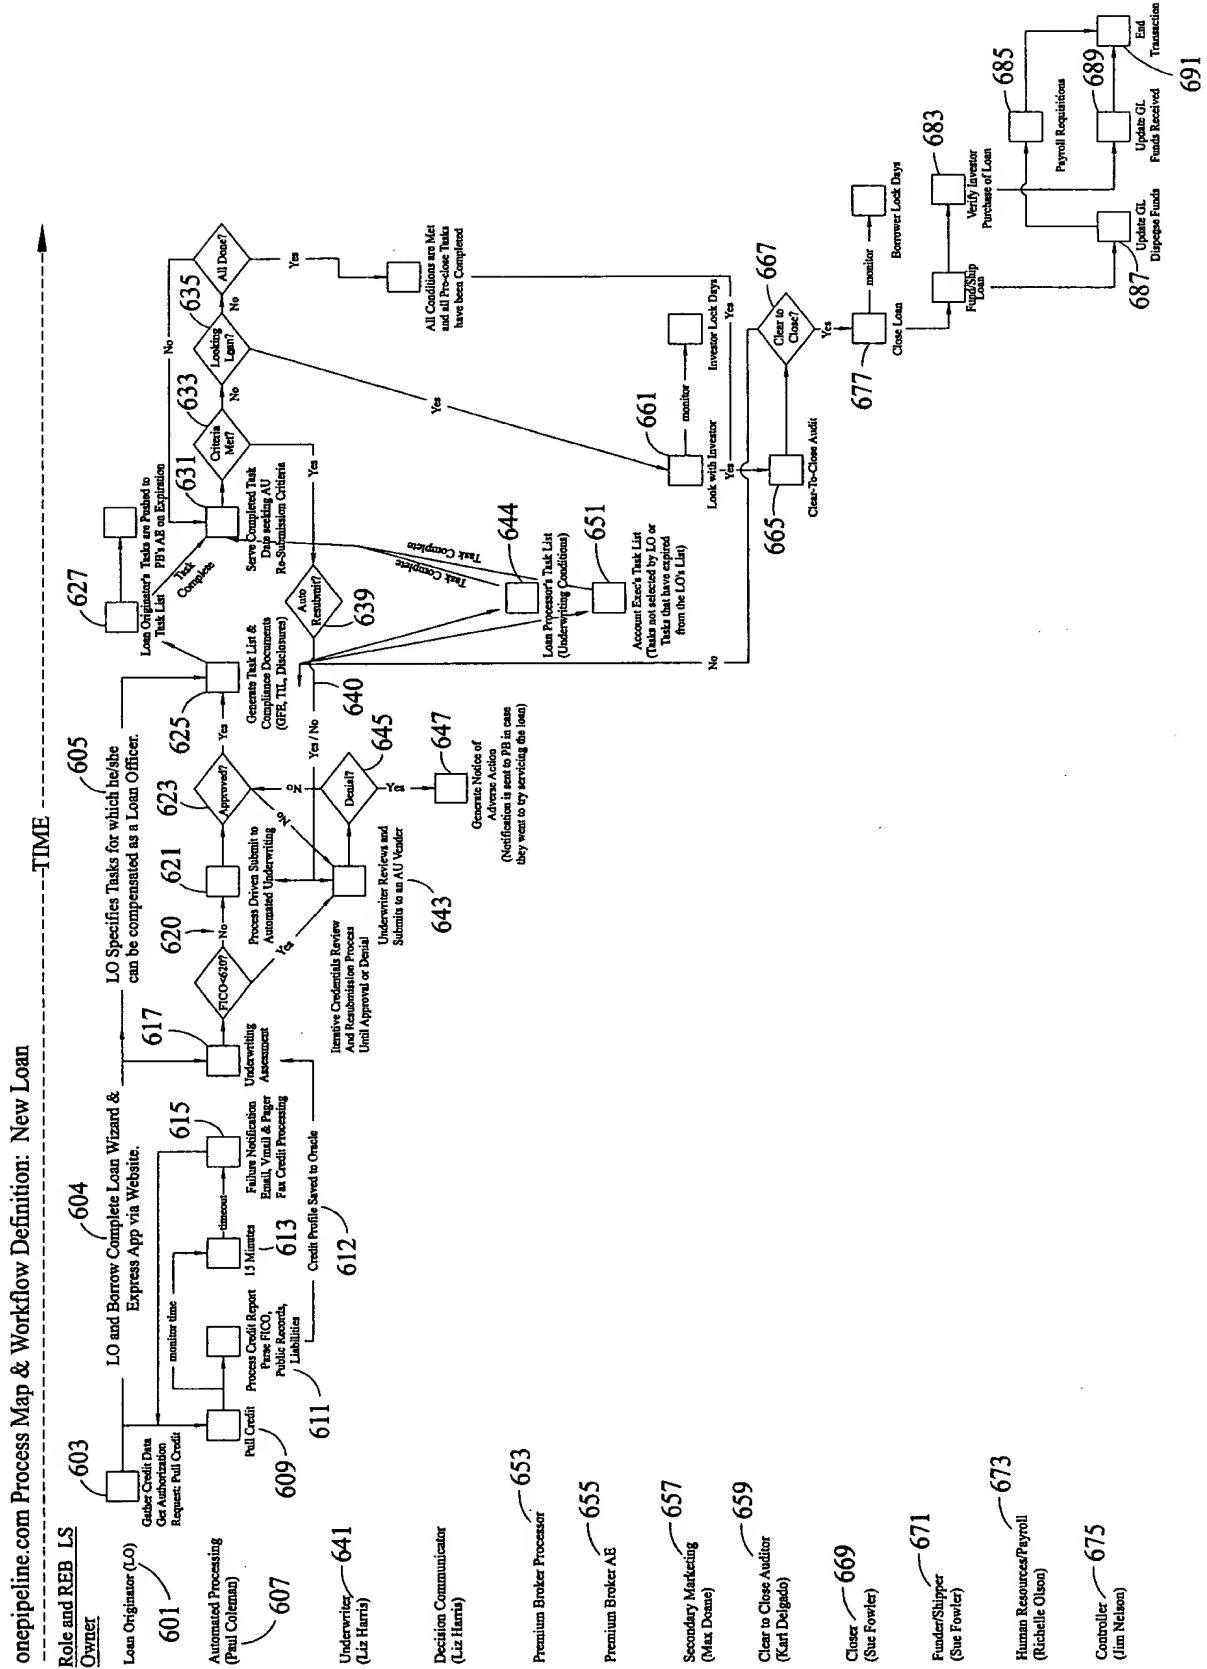 onepipeline.com Process Map & Workflow Definition: New Loan
TIME
Role and REB LS
Owner
Loan Originator (LO)
601
603
Gather Credit Data
Get Authorization
Request: Pull Credit
604
LO and Borrow Complete Loan Wizard &
Express App via Website.
605
LO Specifies Tasks for which he/she
can be compensated as a Loan Officer.
627
Loan Originator's Tasks are Pushed to
Task List
PB's AE on Expiration
Task
Complete
Automated Processing
(Paul Coleman)
607
Pull Credit
609
monitor time
Process Credit Report
Parse FICO,
Public Records,
Liabilities
611
15 Minutes
613
timeout
615
Failure Notification
Email, Vmail & Pager
Fax Credit Processing
Credit Profile Saved to Oracle
612
617
Underwriting
Assessment
FICO<620?
620
No
Yes
621
Process Driven Submit to
Automated Underwriting
623
Approved?
Yes
No
625
Generate Task List &
Compliance Documents
(GFE, TIL, Disclosures)
631
Serve Completed Task
Date seeking AU
Re-Submission Critieria
633
Criteria
Met?
No
Yes
635
Looking
Loan?
No
Yes
All Done?
No
Yes
Auto
Resubmit?
639
640
Yes / No
Underwriter
(Liz Harris)
641
Iterative Credentials Review
And Resubmission Process
Until Approval or Denial
Underwriter Reviews and
Submits to an AU Vender
643
Denial?
645
No
Yes
Decision Communicator
(Liz Harris)
647
Generate Notice of
Adverse Action
(Notification is sent to PB in case
they went to try servicing the loan)
All Conditions are Met
and all Pre-close Tasks
have been Completed
Premium Broker Processor
653
644
Loan Processor's Task List
(Underwriting Conditions)
Task Complete
Task Complete
Premium Broker AE
655
651
Account Exec's Task List
(Tasks not selected by LO or
Tasks that have expired
from the LO's List)
Secondary Marketing
(Max Dorne)
657
661
Look with Investor
monitor
Investor Lock Days
Yes
Yes
No
Clear to Close Auditor
(Karl Delgado)
659
665
Clear-To-Close Audit
667
Clear to
Close?
Yes
Closer
(Sue Fowler)
669
677
Close Loan
monitor
Borrower Lock Days
Funder/Shipper
(Sue Fowler)
671
Fund/Ship
Loan
683
Verify Investor
Purchase of Loan
Human Resources/Payroll
(Richelle Olson)
673
685
Payroll Requisitions
Controller
(Jim Nelson)
675
687
Update GL
Dispegse Funds
689
Update GL
Funds Received
End
Transaction
691